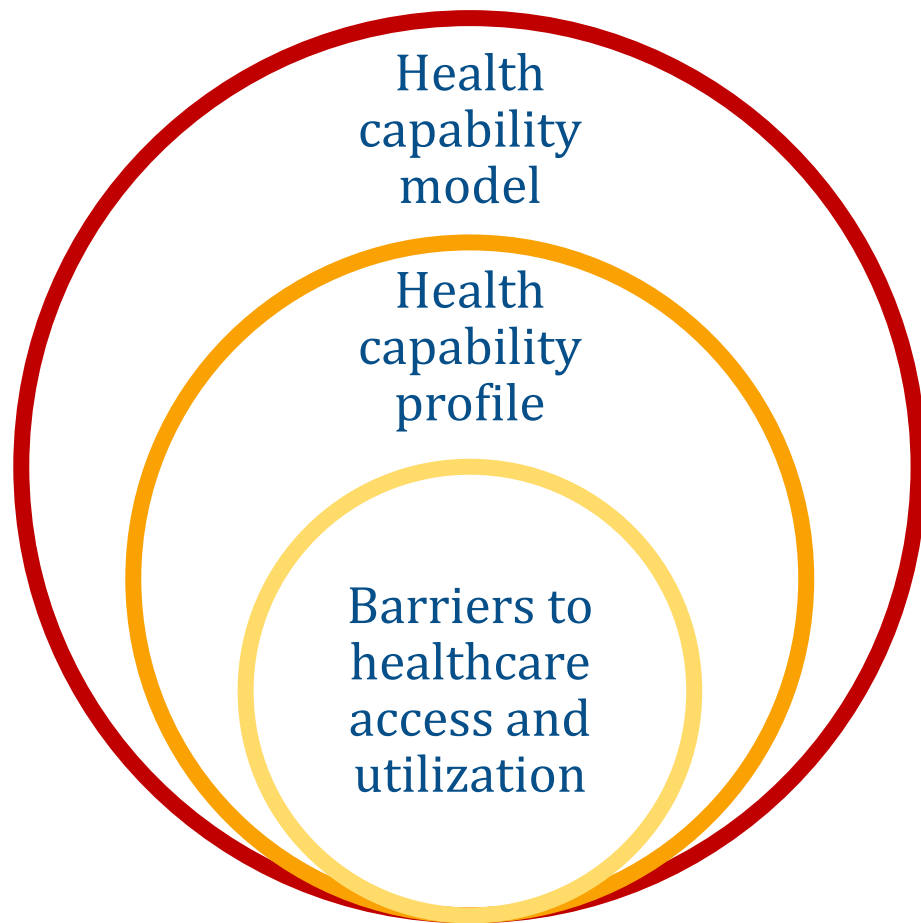 Health
capability
model
Health
capability
profile
Barriers to
healthcare
access and
utilization